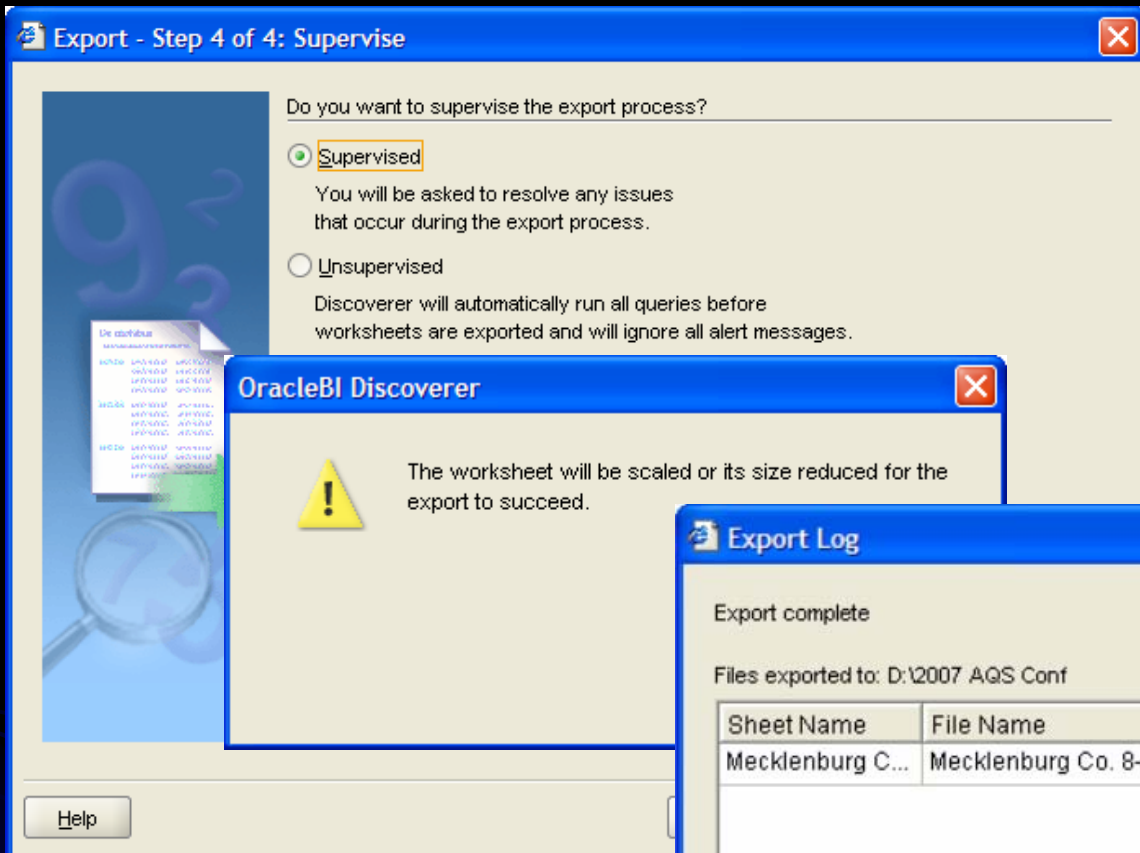 Export - Step 4 of 4: Supervise
Do you want to supervise the export process?
Supervised
You will be asked to resolve any issues
that occur during the export process.
Unsupervised
Discoverer will automatically run all queries before
worksheets are exported and will ignore all alert messages.
OracleBI Discoverer
The worksheet will be scaled or its size reduced for the
export to succeed.
Export Log
Export complete
Files exported to: D:\2007 AQS Conf
Sheet Name File Name
Mecklenburg C... Mecklenburg Co. 8-
Help